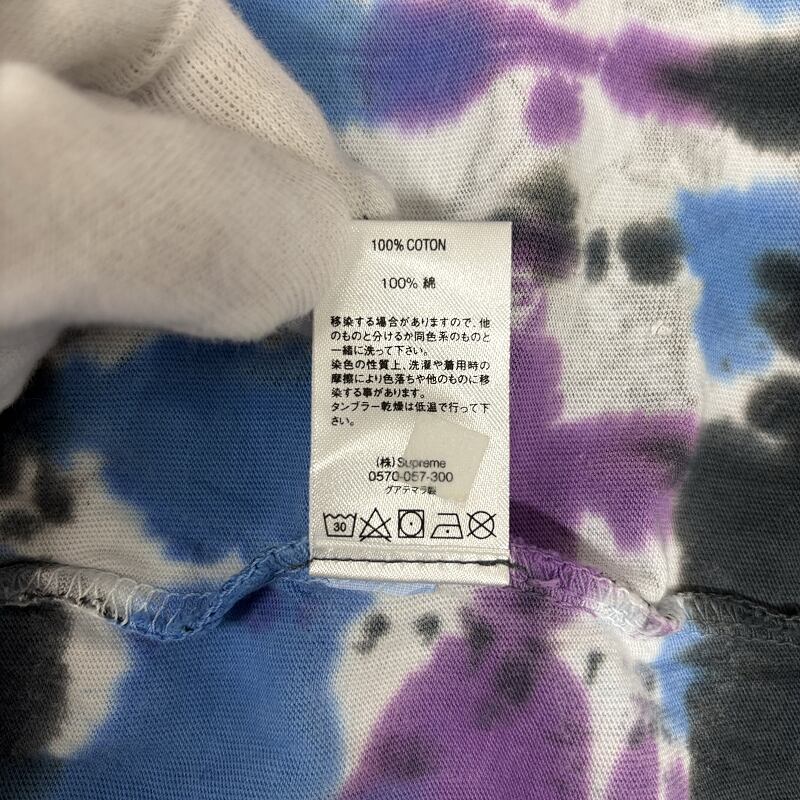 100% COTON
100% 綿
移染する場合がありますので、他
のものと分けるか同色系のものと
一緒に洗って下さい。
染色の性質上、洗濯や着用時の
摩擦により色落ちや他のものに移
染する事があります。
タンブラー乾燥は低温で行って下
さい。
(株)Supreme
0570-057-300
グアテマラ製
30